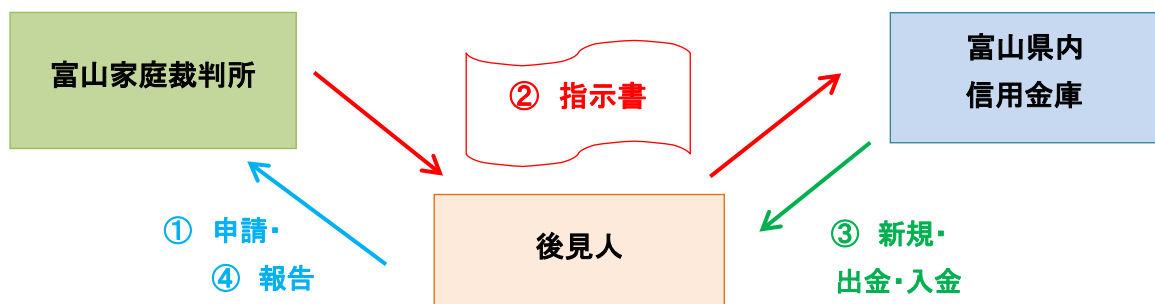 富山家庭裁判所
② 指示書
富山県内
信用金庫
① 申請・
④ 報告
後見人
③ 新規・
出金・入金